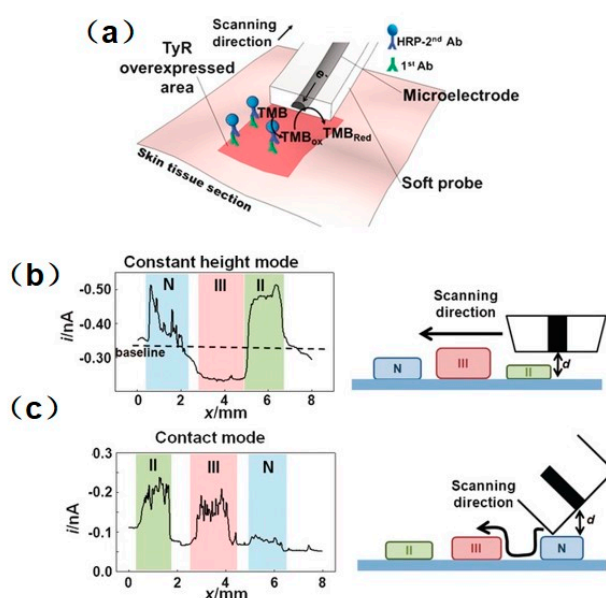 (a)
Scanning
direction
HRP-2nd Ab
1st Ab
TyR
overexpressed
area
e-
Microelectrode
TMB
TMBox
TMBRed
Soft probe
Skin tissue section
(b)
Constant height mode
N
III
II
-0.50
-0.40
-0.30
i/nA
baseline
0 2 4 6 8
x/mm
Scanning
direction
N
III
II
d
(c)
Contact mode
II
III
N
0.3
-0.2
-0.1
0.0
i/nA
0 2 4 6 8
x/mm
Scanning
direction
II
III
N
d